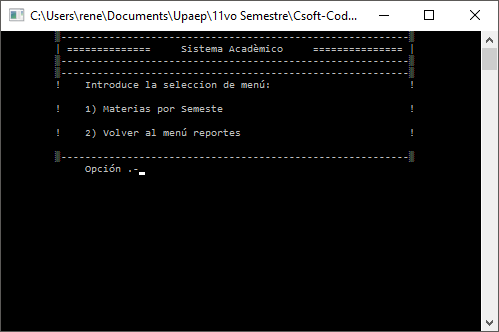 C:\Users\rene\Documents\Upaep\11vo Semestre\Csoft-Cod...
▒----------------------------------------------------------▒
| ============== Sistema Acadèmico =============== |
▒----------------------------------------------------------▒
▒----------------------------------------------------------▒
! Introduce la seleccion de menú: !
! 1) Materias por Semeste !
! 2) Volver al menú reportes !
▒----------------------------------------------------------▒
Opción .-